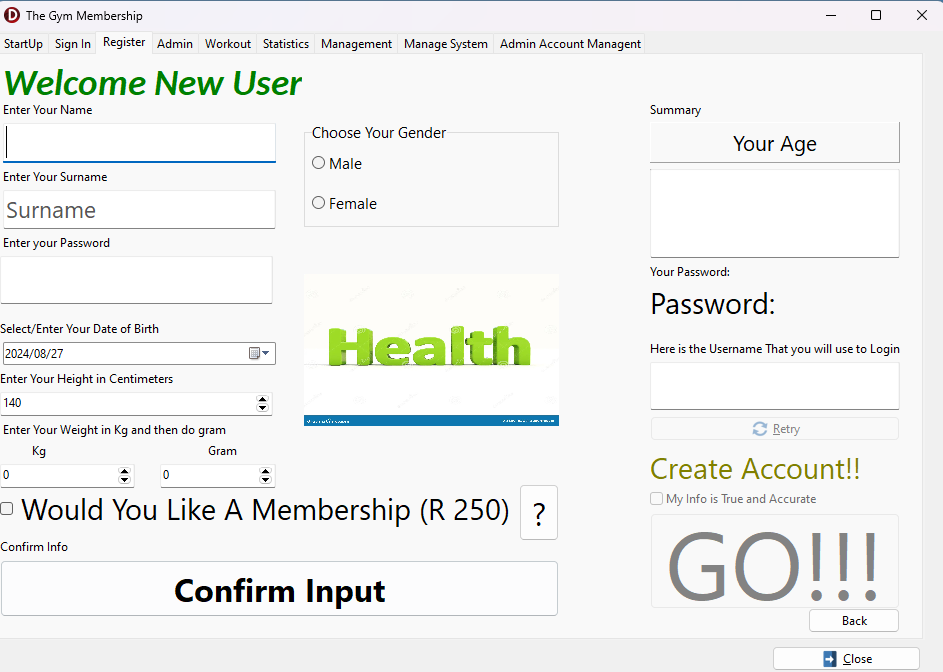 The Gym Membership
StartUp Sign In Register Admin Workout Statistics Management Manage System Admin Account Managent
Welcome New User
Enter Your Name
Enter Your Surname
Surname
Enter your Password
Select/Enter Your Date of Birth
2024/08/27
Enter Your Height in Centimeters
140
Enter Your Weight in Kg and then do gram
Kg Gram
0 0
Would You Like A Membership (R 250) ?
Confirm Info
Confirm Input
Choose Your Gender
Male
Female
Health
Summary
Your Age
Your Password:
Password:
Here is the Username That you will use to Login
Retry
Create Account!!
My Info is True and Accurate
GO!!!
Back
Close